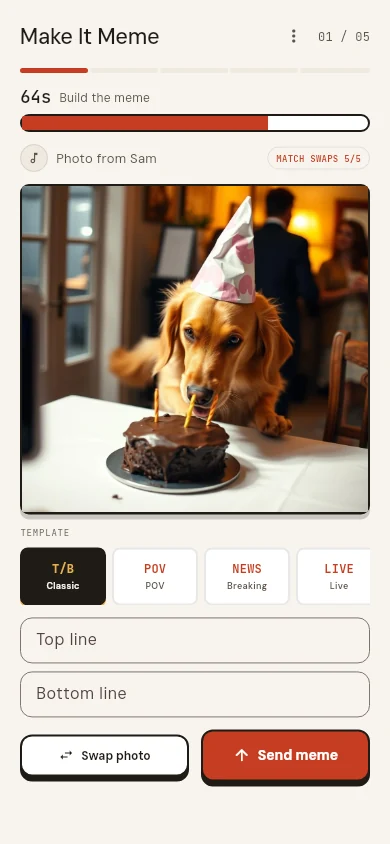 Make It Meme
01 / 05
64s Build the meme
Photo from Sam
MATCH SWAPS 5/5
TEMPLATE
T/B
Classic
POV
POV
NEWS
Breaking
LIVE
Live
Top line
Bottom line
Swap photo
Send meme